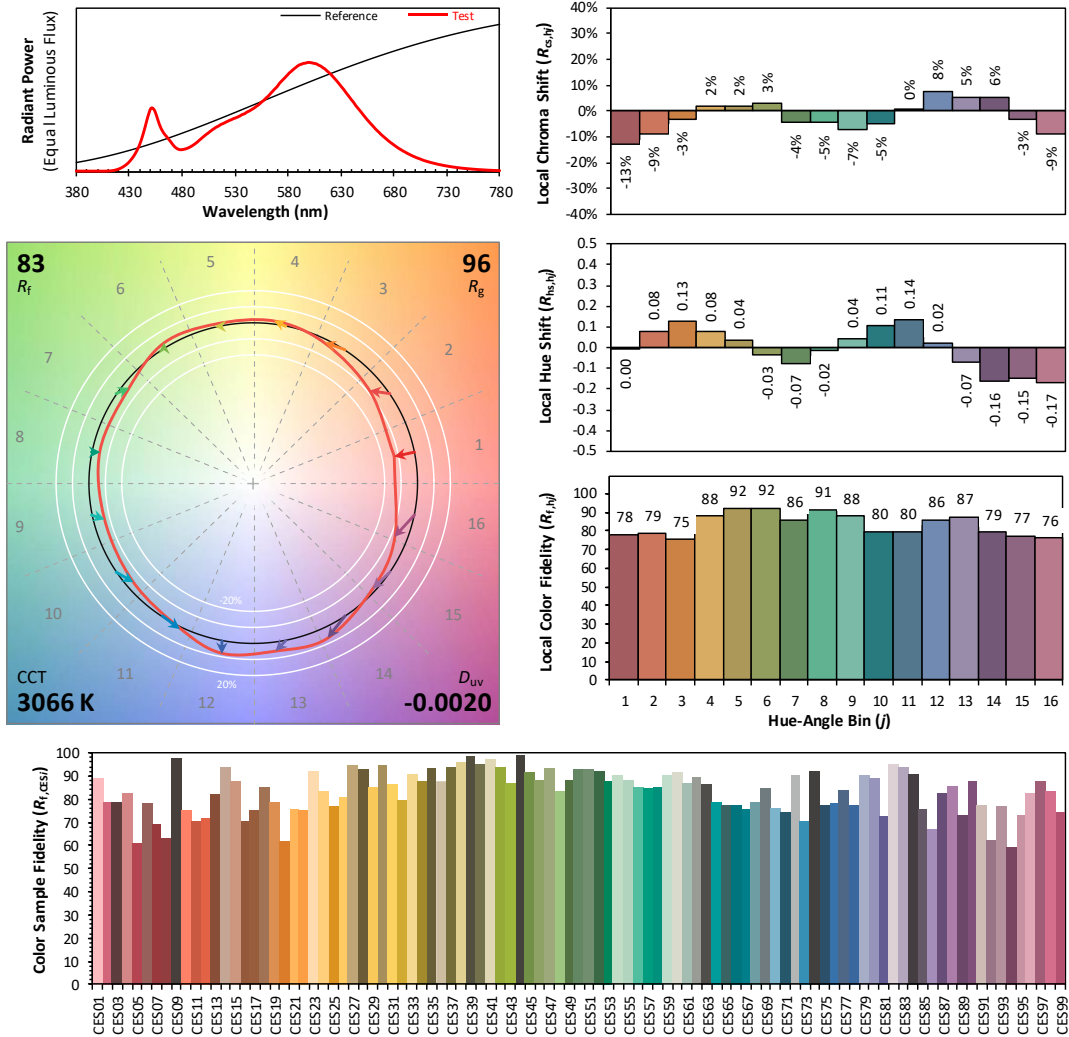 Radiant Power
(Equal Luminous Flux)
Reference
Test
380 430 480 530 580 630 680 730 780
Wavelength (nm)
Local Chroma Shift (Rcs,hj)
40%
30%
20%
10%
0%
-10%
-20%
-30%
-40%
-13% -9% -3% 2% 2% 3% -4% -5% -7% -5% 0% 8% 5% 6% -3% -9%
83
Rf
96
Rg
5 4
6 3
7 2
8 1
9 16
10 15
11 14
12 13
-20%
20%
CCT
3066 K
Duv
-0.0020
Local Hue Shift (Rhs,hj)
0.5
0.4
0.3
0.2
0.1
0.0
-0.1
-0.2
-0.3
-0.4
-0.5
0.00 0.08 0.13 0.08 0.04 -0.03 -0.07 -0.02 0.04 0.11 0.14 0.02 -0.07 -0.16 -0.15 -0.17
Local Color Fidelity (Rf,hj)
100
90
80
70
60
50
40
30
20
10
0
78 79 75 88 92 92 86 91 88 80 80 86 87 79 77 76
1 2 3 4 5 6 7 8 9 10 11 12 13 14 15 16
Hue-Angle Bin (j)
Color Sample Fidelity (Rf,CESi)
100
90
80
70
60
50
40
30
20
10
0
CES01 CES03 CES05 CES07 CES09 CES11 CES13 CES15 CES17 CES19 CES21 CES23 CES25 CES27 CES29 CES31 CES33 CES35 CES37 CES39 CES41 CES43 CES45 CES47 CES49 CES51 CES53 CES55 CES57 CES59 CES61 CES63 CES65 CES67 CES69 CES71 CES73 CES75 CES77 CES79 CES81 CES83 CES85 CES87 CES89 CES91 CES93 CES95 CES97 CES99